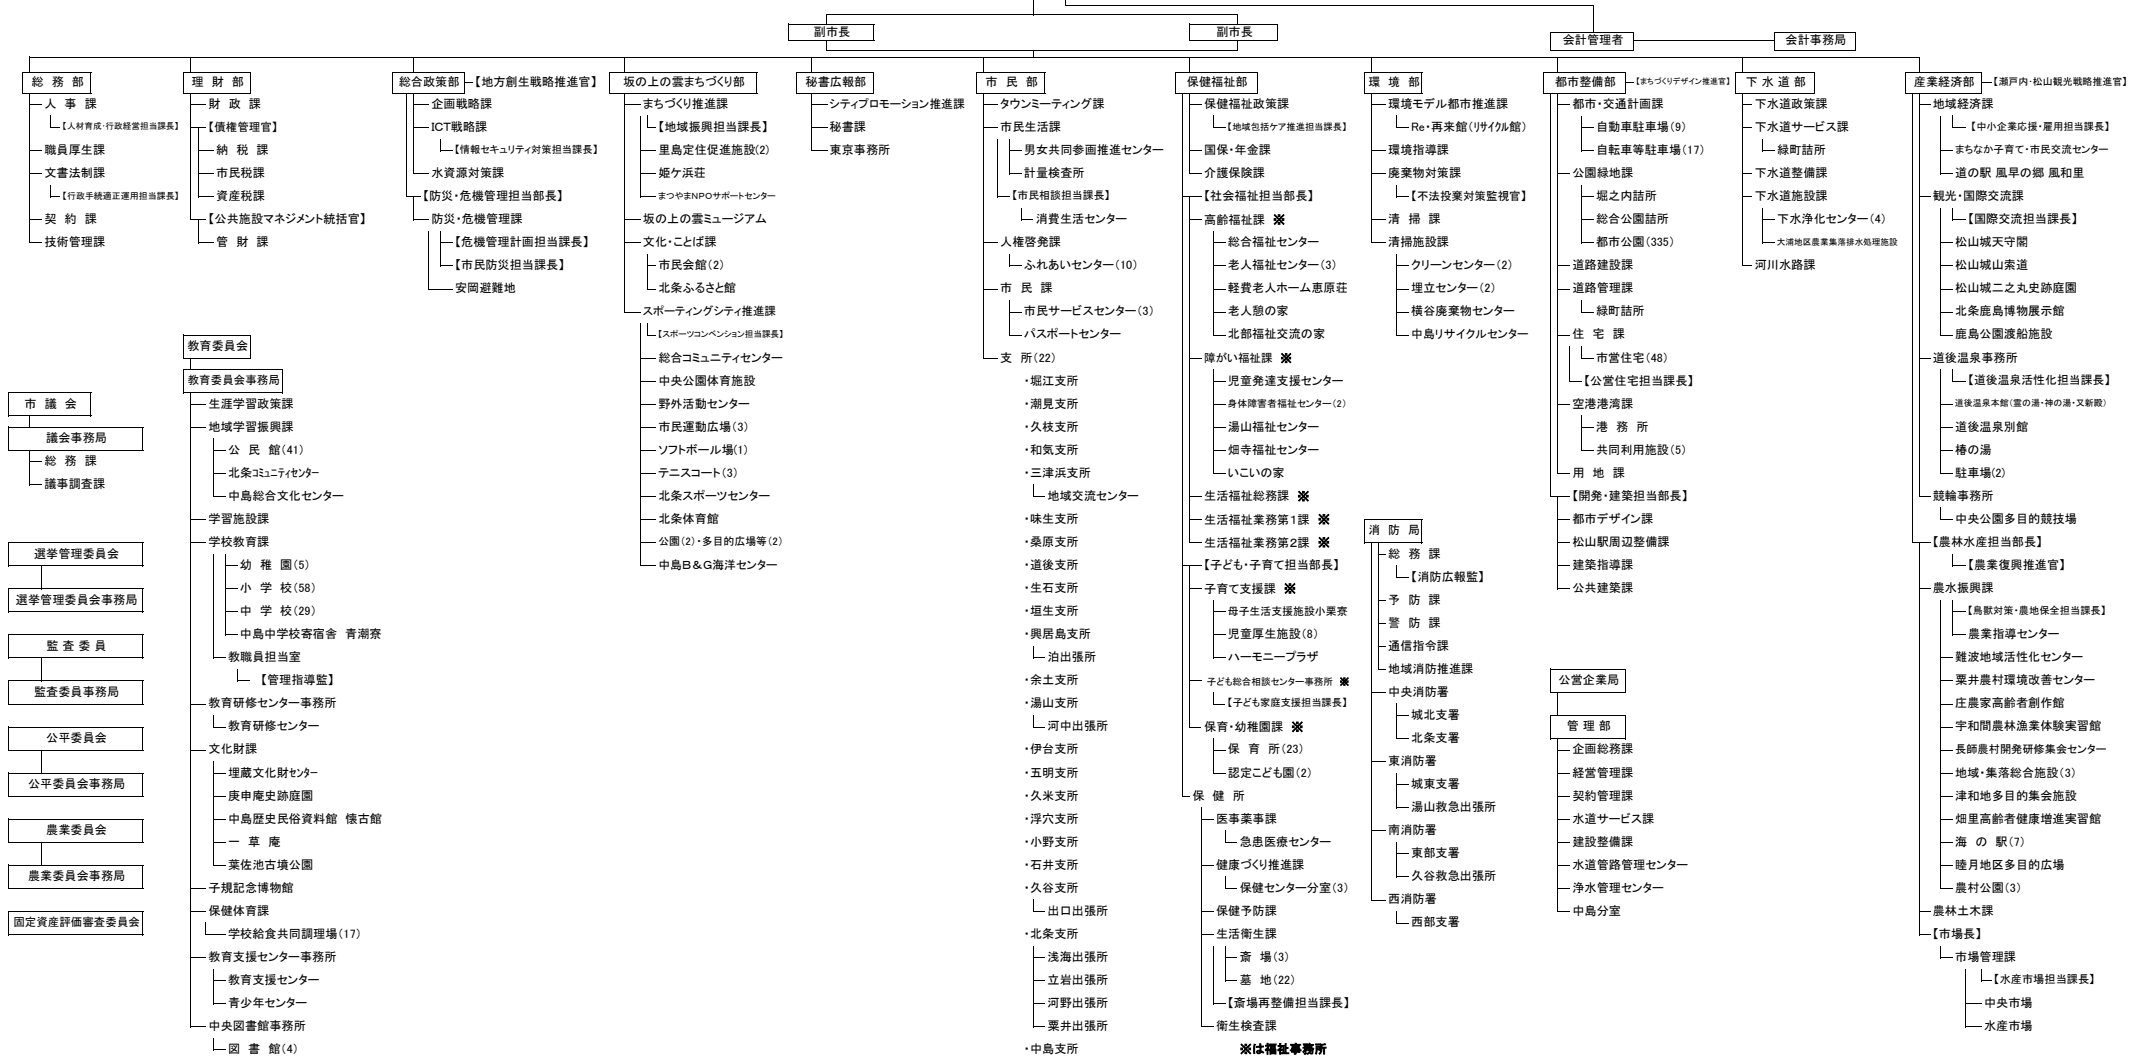 副市長
副市長
会計管理者
会計事務局
総務部
人事課
【人材育成・行政経営担当課長】
職員厚生課
文書法制課
【行政手続適正運用担当課長】
契約課
技術管理課
理財部
財政課
【債権管理官】
納税課
市民税課
資産税課
【公共施設マネジメント統括官】
管財課
総合政策部
【地方創生戦略推進官】
企画戦略課
ICT戦略課
【情報セキュリティ対策担当課長】
水資源対策課
【防災・危機管理担当部長】
防災・危機管理課
【危機管理計画担当課長】
【市民防災担当課長】
安岡避難地
坂の上の雲まちづくり部
まちづくり推進課
【地域振興担当課長】
里島定住促進施設(2)
姫ケ浜荘
まつやまNPOサポートセンター
坂の上の雲ミュージアム
文化・ことば課
市民会館(2)
北条ふるさと館
スポーティングシティ推進課
【スポーツコンベンション担当課長】
総合コミュニティセンター
中央公園体育施設
野外活動センター
市民運動広場(3)
ソフトボール場(1)
テニスコート(3)
北条スポーツセンター
北条体育館
公園(2)・多目的広場等(2)
中島B&G海洋センター
秘書広報部
シティプロモーション推進課
秘書課
東京事務所
市民部
タウンミーティング課
市民生活課
男女共同参画推進センター
計量検査所
【市民相談担当課長】
消費生活センター
人権啓発課
ふれあいセンター(10)
市民課
市民サービスセンター(3)
パスポートセンター
支所(22)
・堀江支所
・潮見支所
・久枝支所
・和気支所
・三津浜支所
地域交流センター
・味生支所
・桑原支所
・道後支所
・生石支所
・垣生支所
・興居島支所
泊出張所
・余土支所
・湯山支所
河中出張所
・伊台支所
・五明支所
・久米支所
・浮穴支所
・小野支所
・石井支所
・久谷支所
出口出張所
・北条支所
浅海出張所
立岩出張所
河野出張所
粟井出張所
・中島支所
保健福祉部
保健福祉政策課
【地域包括ケア推進担当課長】
国保・年金課
介護保険課
【社会福祉担当部長】
高齢福祉課 ※
総合福祉センター
老人福祉センター(3)
軽費老人ホーム恵原荘
老人憩の家
北部福祉交流の家
障がい福祉課 ※
児童発達支援センター
身体障害者福祉センター(2)
湯山福祉センター
畑寺福祉センター
いこいの家
生活福祉総務課 ※
生活福祉業務第1課 ※
生活福祉業務第2課 ※
【子ども・子育て担当部長】
子育て支援課 ※
母子生活支援施設小栗寮
児童厚生施設(8)
ハーモニープラザ
子ども総合相談センター事務所 ※
【子ども家庭支援担当課長】
保育・幼稚園課 ※
保育所(23)
認定こども園(2)
保健所
医事薬事課
急患医療センター
健康づくり推進課
保健センター分室(3)
保健予防課
生活衛生課
斎場(3)
墓地(22)
【斎場再整備担当課長】
衛生検査課
※は福祉事務所
環境部
環境モデル都市推進課
Re・再来館(リサイクル館)
環境指導課
廃棄物対策課
【不法投棄対策監視官】
清掃課
清掃施設課
クリーンセンター(2)
埋立センター(2)
横谷廃棄物センター
中島リサイクルセンター
消防局
総務課
【消防広報監】
予防課
警防課
通信指令課
地域消防推進課
中央消防署
城北支署
北条支署
東消防署
城東支署
湯山救急出張所
南消防署
東部支署
久谷救急出張所
西消防署
西部支署
都市整備部
【まちづくりデザイン推進官】
都市・交通計画課
自動車駐車場(9)
自転車等駐車場(17)
公園緑地課
堀之内詰所
総合公園詰所
都市公園(335)
道路建設課
道路管理課
緑町詰所
住宅課
市営住宅(48)
【公営住宅担当課長】
空港港湾課
港務所
共同利用施設(5)
用地課
【開発・建築担当部長】
都市デザイン課
松山駅周辺整備課
建築指導課
公共建築課
公営企業局
管理部
企画総務課
経営管理課
契約管理課
水道サービス課
建設整備課
水道管路管理センター
浄水管理センター
中島分室
下水道部
下水道政策課
下水道サービス課
緑町詰所
下水道整備課
下水道施設課
下水浄化センター(4)
大浦地区農業集落排水処理施設
河川水路課
産業経済部
【瀬戸内・松山観光戦略推進官】
地域経済課
【中小企業応援・雇用担当課長】
まちなか子育て・市民交流センター
道の駅 風早の郷 風和里
観光・国際交流課
【国際交流担当課長】
松山城天守閣
松山城山索道
松山城二之丸史跡庭園
北条鹿島博物展示館
鹿島公園渡船施設
道後温泉事務所
【道後温泉活性化担当課長】
道後温泉本館(霊の湯・神の湯・又新殿)
道後温泉別館
椿の湯
駐車場(2)
競輪事務所
中央公園多目的競技場
【農林水産担当部長】
【農業復興推進官】
農水振興課
【鳥獣対策・農地保全担当課長】
農業指導センター
難波地域活性化センター
粟井農村環境改善センター
庄農家高齢者創作館
宇和間農林漁業体験実習館
長師農村開発研修集会センター
地域・集落総合施設(3)
津和地多目的集会施設
畑里高齢者健康増進実習館
海の駅(7)
睦月地区多目的広場
農村公園(3)
農林土木課
【市場長】
市場管理課
【水産市場担当課長】
中央市場
水産市場
教育委員会
教育委員会事務局
生涯学習政策課
地域学習振興課
公民館(41)
北条コミュニティセンター
中島総合文化センター
学習施設課
学校教育課
幼稚園(5)
小学校(58)
中学校(29)
中島中学校寄宿舎 青潮寮
教職員担当室
【管理指導監】
教育研修センター事務所
教育研修センター
文化財課
埋蔵文化財センター
庚申庵史跡庭園
中島歴史民俗資料館 懐古館
一草庵
葉佐池古墳公園
子規記念博物館
保健体育課
学校給食共同調理場(17)
教育支援センター事務所
教育支援センター
青少年センター
中央図書館事務所
図書館(4)
市議会
議会事務局
総務課
議事調査課
選挙管理委員会
選挙管理委員会事務局
監査委員
監査委員事務局
公平委員会
公平委員会事務局
農業委員会
農業委員会事務局
固定資産評価審査委員会